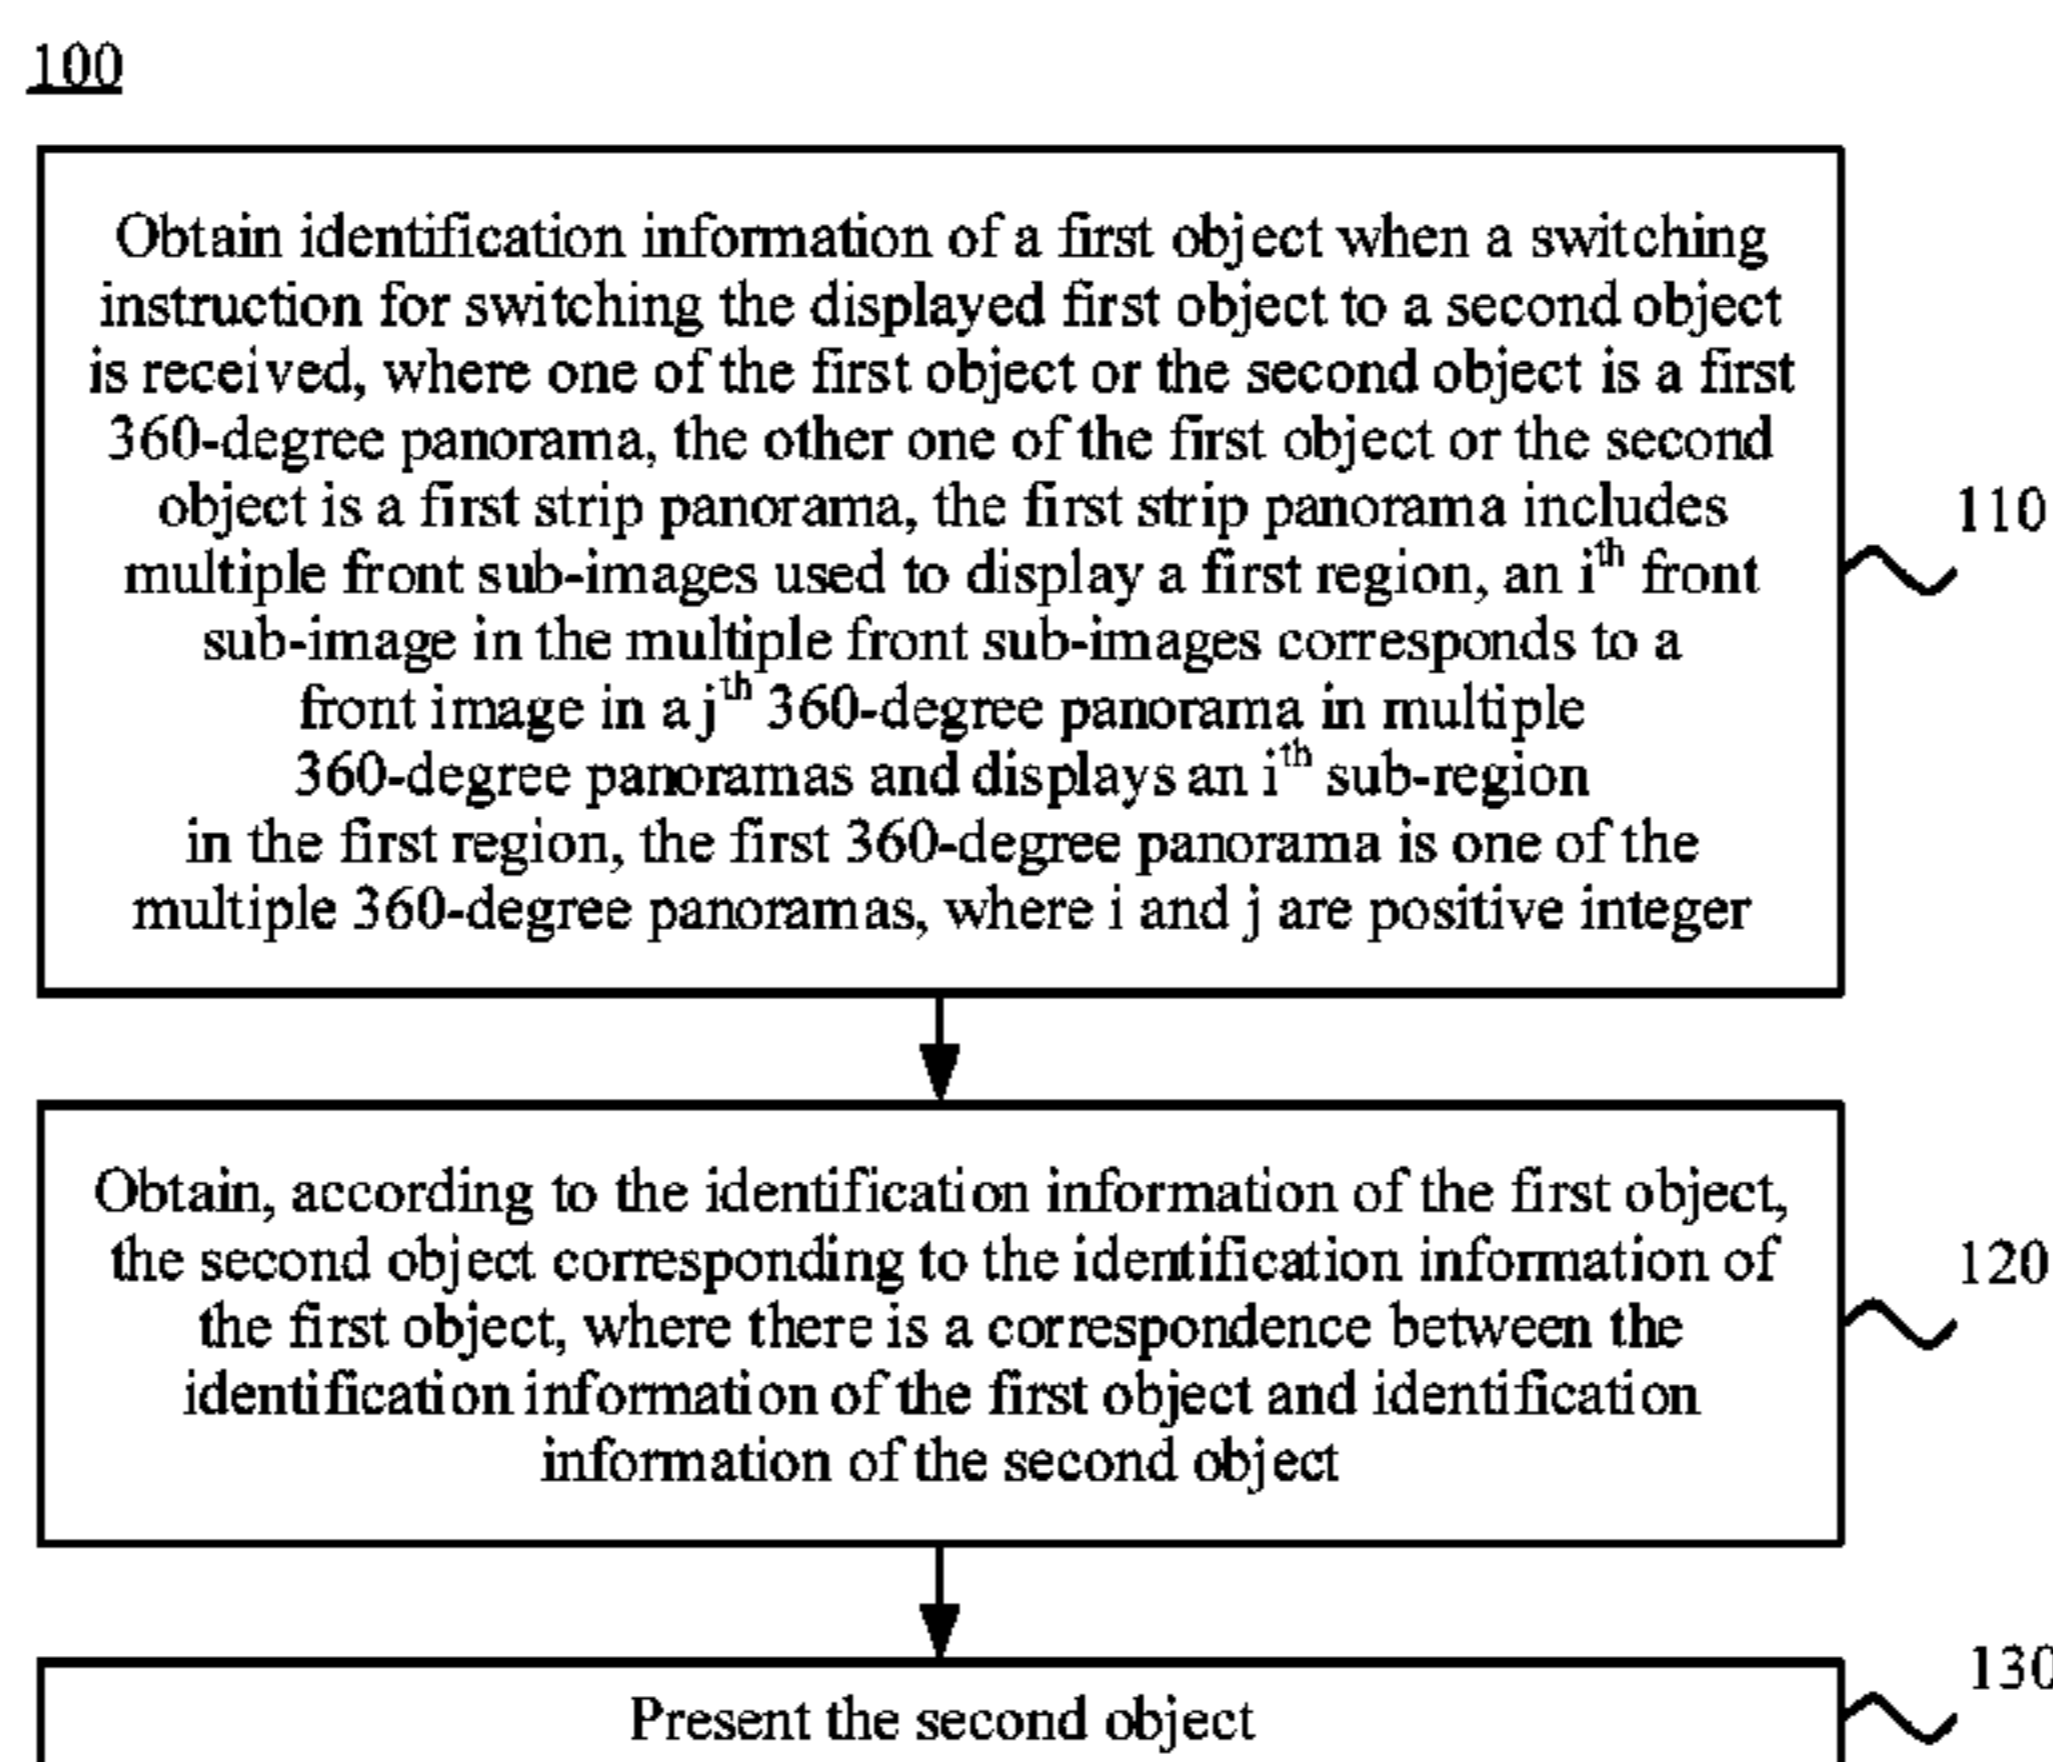 100
Obtain identification information of a first object when a switching
instruction for switching the displayed first object to a second object
is received, where one of the first object or the second object is a first
360-degree panorama, the other one of the first object or the second
object is a first strip panorama, the first strip panorama includes
multiple front sub-images used to display a first region, an i^th front
sub-image in the multiple front sub-images corresponds to a
front image in a j^th 360-degree panorama in multiple
360-degree panoramas and displays an i^th sub-region
in the first region, the first 360-degree panorama is one of the
multiple 360-degree panoramas, where i and j are positive integer
110
Obtain, according to the identification information of the first object,
the second object corresponding to the identification information of
the first object, where there is a correspondence between the
identification information of the first object and identification
information of the second object
120
Present the second object
130